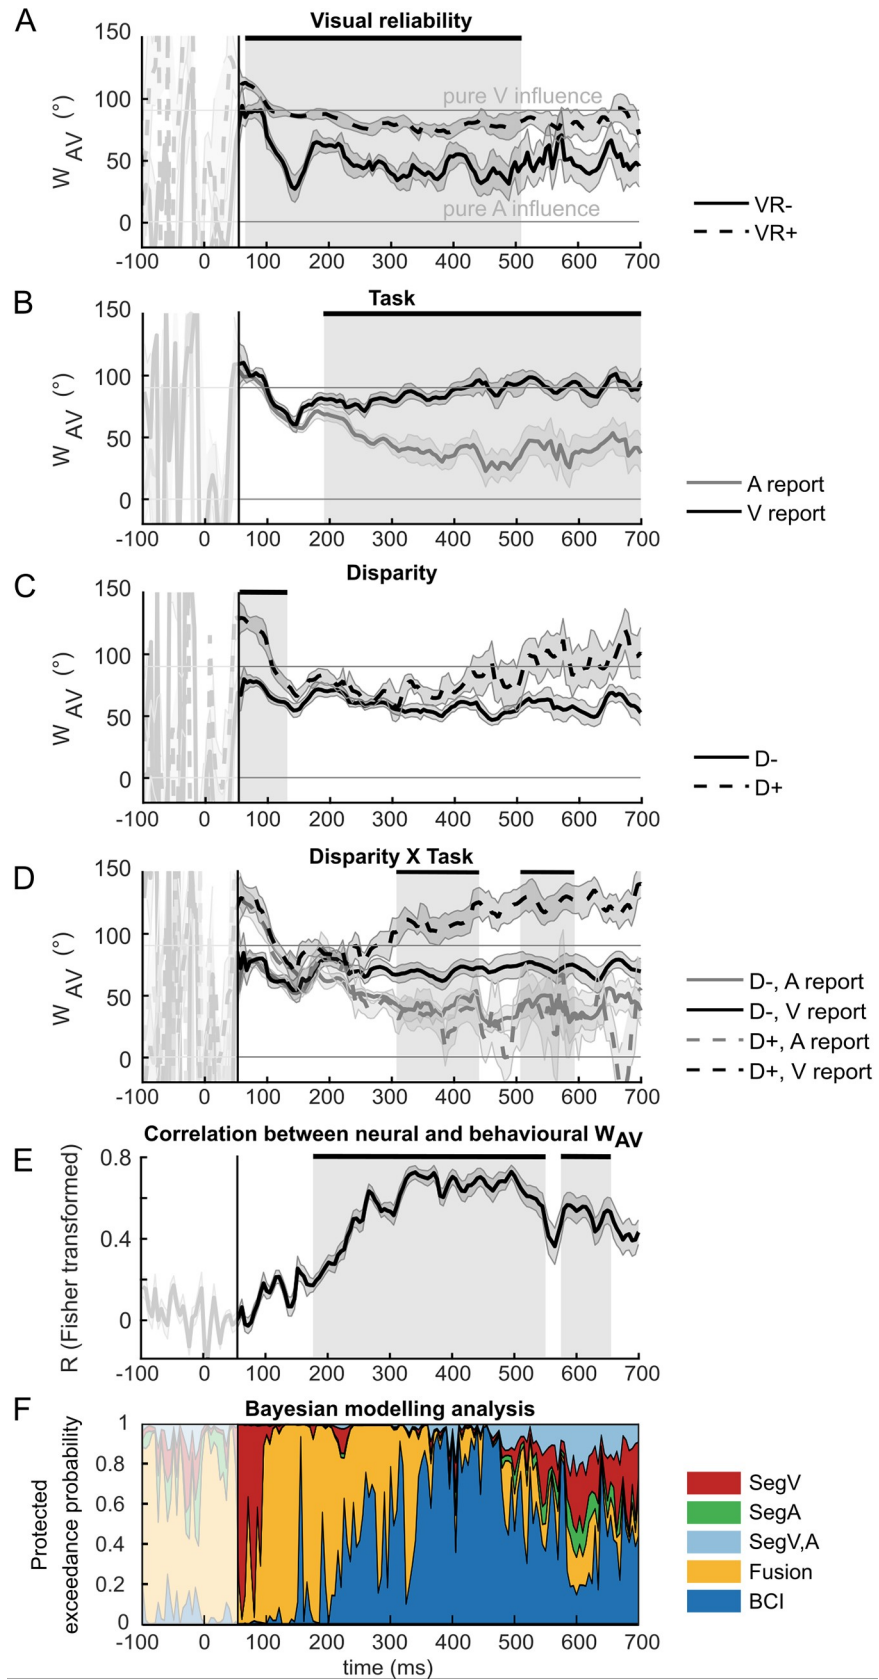 A
Visual reliability
150
100
50
0
W AV (°)
pure V influence
pure A influence
-100 0 100 200 300 400 500 600 700
VR-
VR+
B
Task
150
100
50
0
W AV (°)
-100 0 100 200 300 400 500 600 700
A report
V report
C
Disparity
150
100
50
0
W AV (°)
-100 0 100 200 300 400 500 600 700
D-
D+
D
Disparity X Task
150
100
50
0
W AV (°)
-100 0 100 200 300 400 500 600 700
D-, A report
D-, V report
D+, A report
D+, V report
Correlation between neural and behavioural WAV
E
0.8
0.4
0
R (Fisher transformed)
-100 0 100 200 300 400 500 600 700
F
Bayesian modelling analysis
1
0.8
0.6
0.4
0.2
0
Protected
exceedance probability
-100 0 100 200 300 400 500 600 700
time (ms)
SegV
SegA
SegV,A
Fusion
BCI